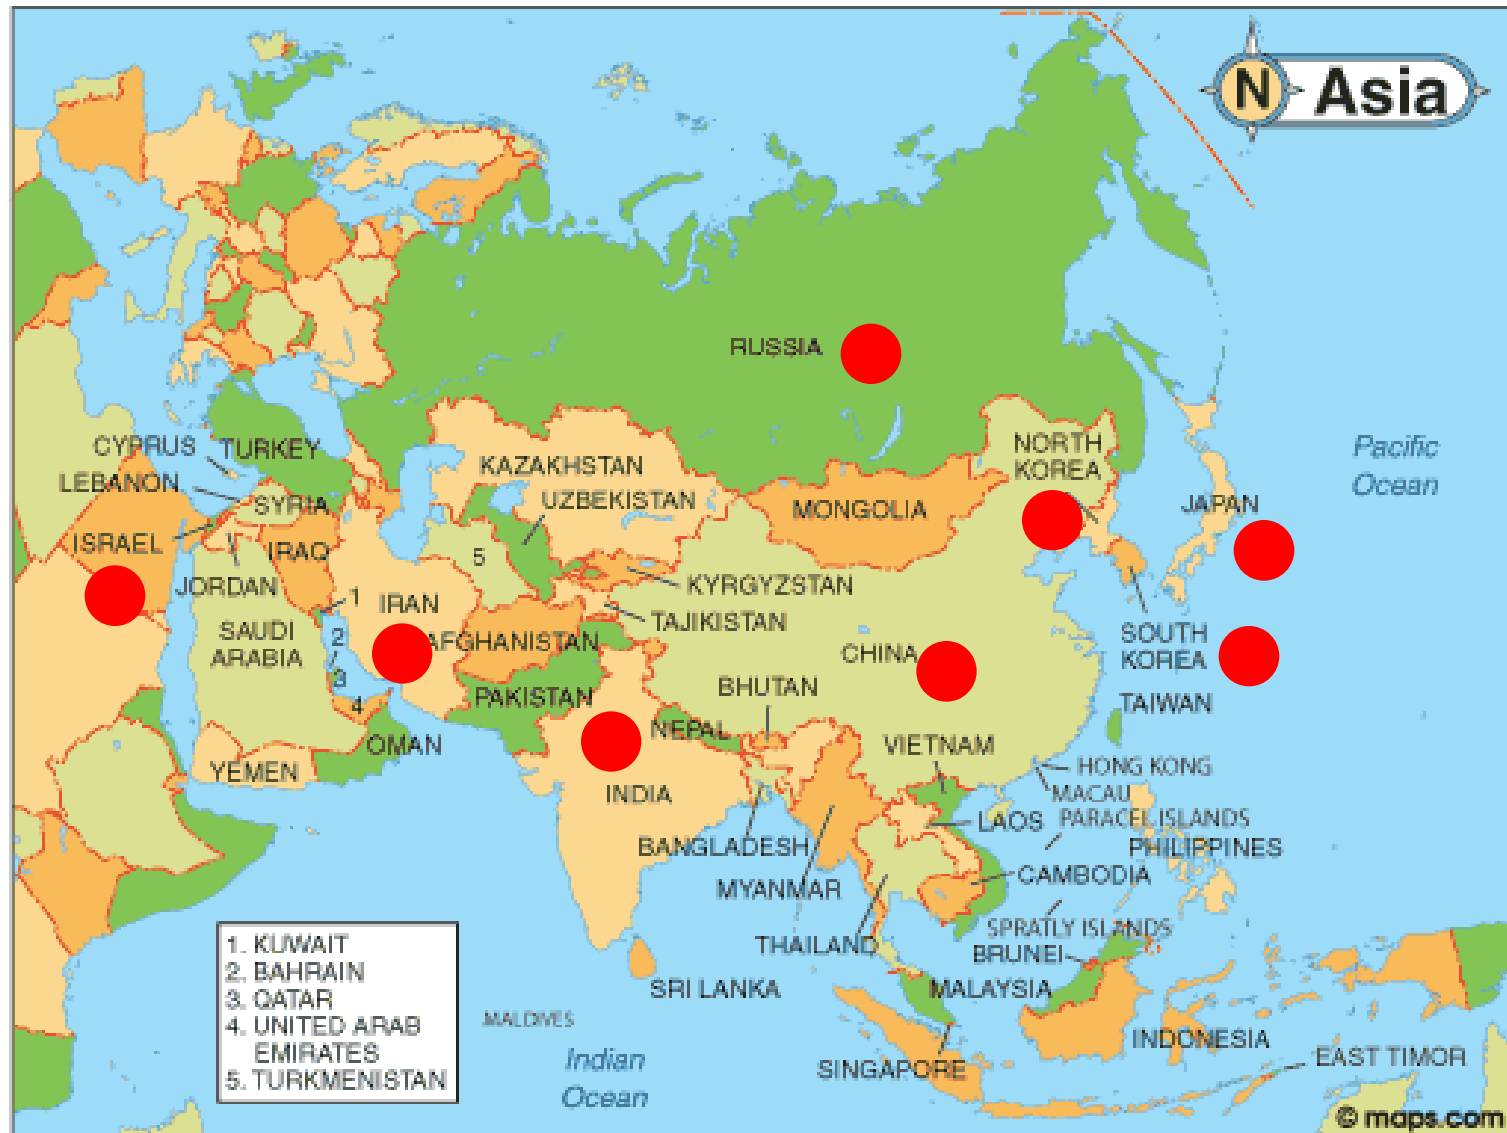 N Asia
RUSSIA
CYPRUS
TURKEY
NORTH
KOREA
Pacific
Ocean
LEBANON
SYRIA
KAZAKHSTAN
UZBEKISTAN
MONGOLIA
JAPAN
ISRAEL
IRAQ
5
JORDAN
1
IRAN
KYRGYZSTAN
TAJIKISTAN
SAUDI
ARABIA
2
AFGHANISTAN
3
4
PAKISTAN
CHINA
SOUTH
KOREA
BHUTAN
TAIWAN
NEPAL
OMAN
VIETNAM
YEMEN
HONG KONG
MACAU
INDIA
LAOS
PARACEL ISLANDS
BANGLADESH
PHILIPPINES
MYANMAR
CAMBODIA
THAILAND
SPRATLY ISLANDS
BRUNEI
SRI LANKA
MALAYSIA
MALDIVES
INDONESIA
SINGAPORE
EAST TIMOR
Indian
Ocean
1. KUWAIT
2. BAHRAIN
3. QATAR
4. UNITED ARAB
EMIRATES
5. TURKMENISTAN
© maps.com